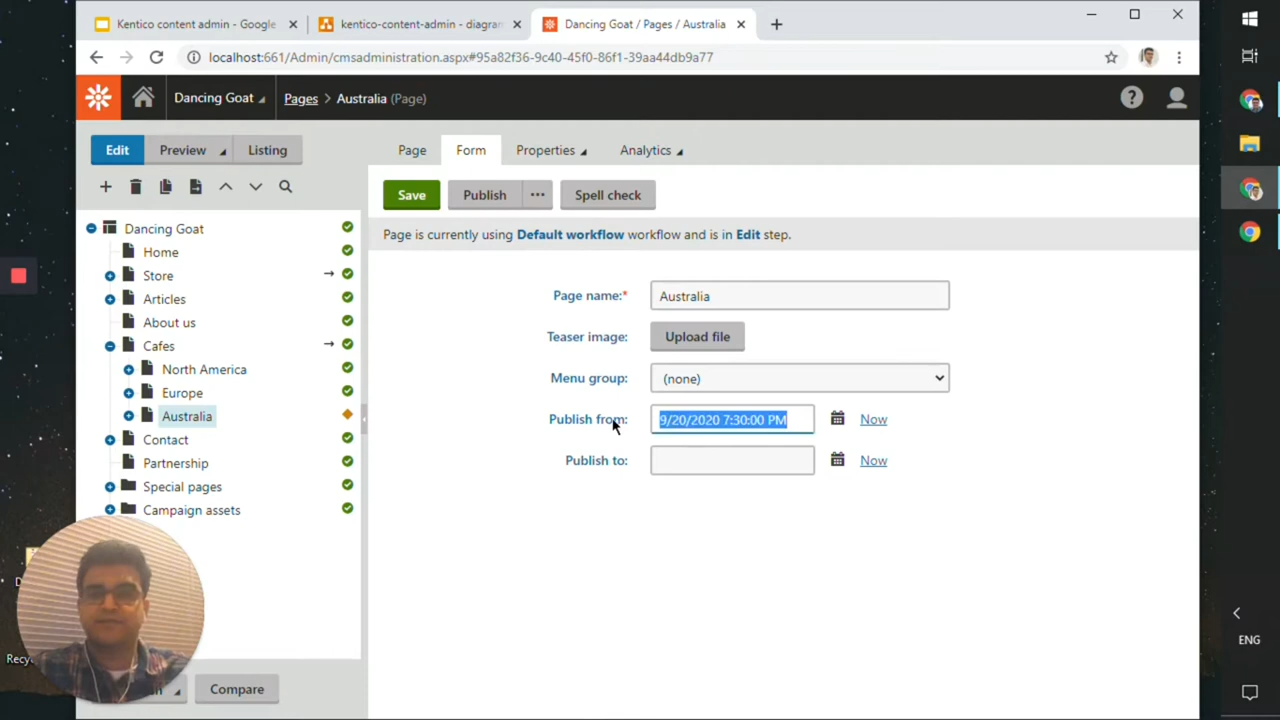 Kentico content admin - Google
kentico-content-admin - diagram
Dancing Goat / Pages / Australia
localhost:661/Admin/cmsadministration.aspx#95a82f36-9c40-45f0-86f1-39aa44db9a77
Dancing Goat
Pages > Australia (Page)
Edit
Preview
Listing
Page
Form
Properties
Analytics
Save
Publish
Spell check
Page is currently using Default workflow workflow and is in Edit step.
Dancing Goat
Home
Store
Articles
About us
Cafes
North America
Europe
Australia
Contact
Partnership
Special pages
Campaign assets
Page name:* Australia
Teaser image: Upload file
Menu group: (none)
Publish from: 9/20/2020 7:30:00 PM Now
Publish to: Now
Compare
Recy
ENG